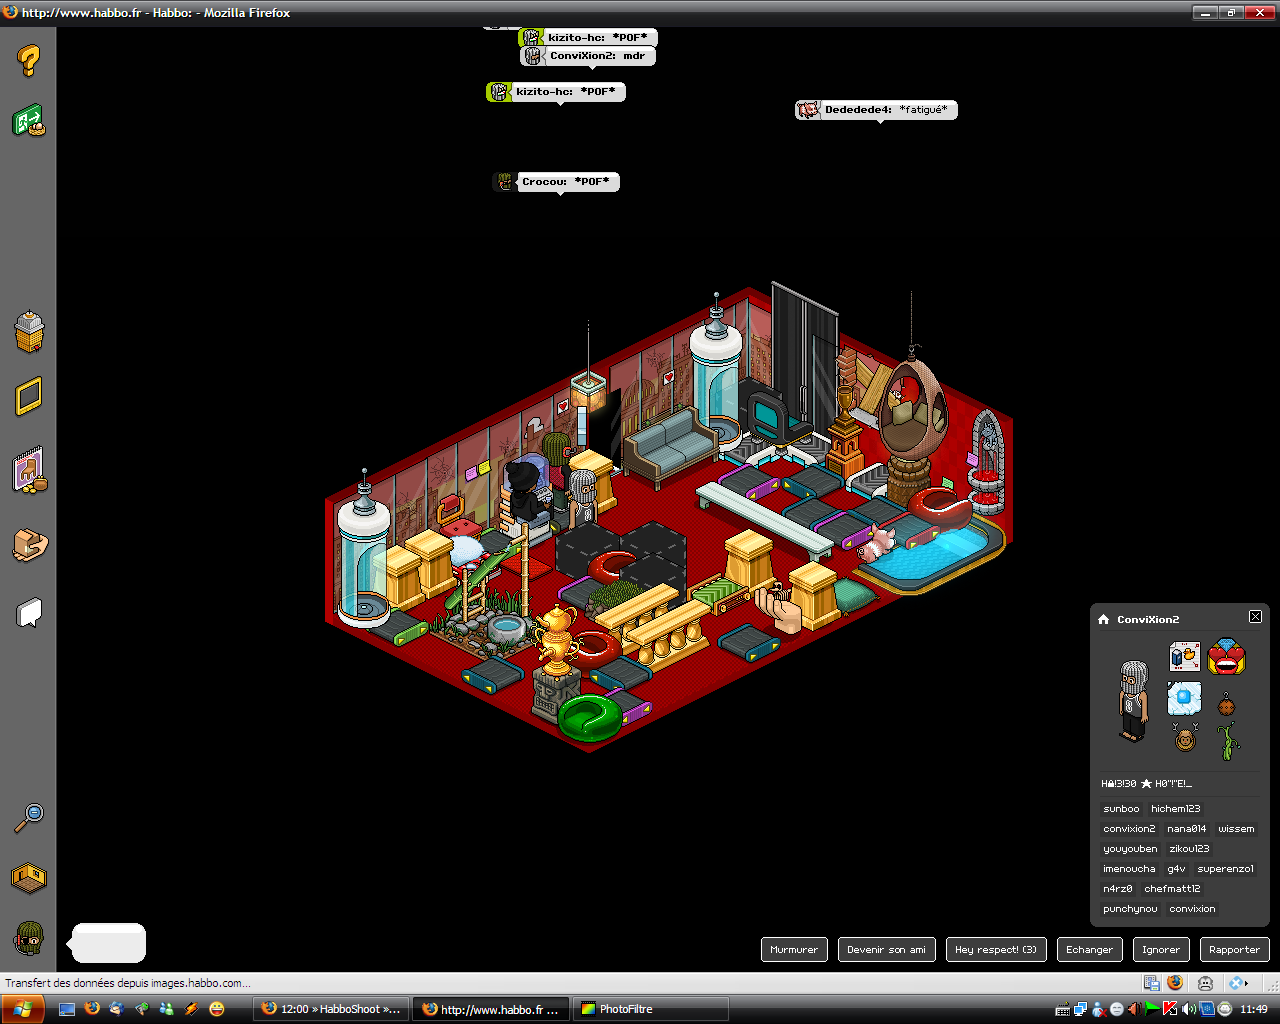 http://www.habbo.fr - Habbo: - Mozilla Firefox
kizito-hc: *POF*
ConviXion2: mdr
kizito-hc: *POF*
Dededede4: *fatigué*
Crocou: *POF*
ConviXion2
sunboo hichem123
convixion2 nana014 wissem
youyouben zikou123
imenoucha g4v superenzo1
n4rz0 chefmatt12
punchynou convixion
Murmurer Devenir son ami Hey respect! (3) Echanger Ignorer Rapporter
Transfert des données depuis images.habbo.com...
12:00 » HabboShoot »... http://www.habbo.fr ... PhotoFiltre 11:49